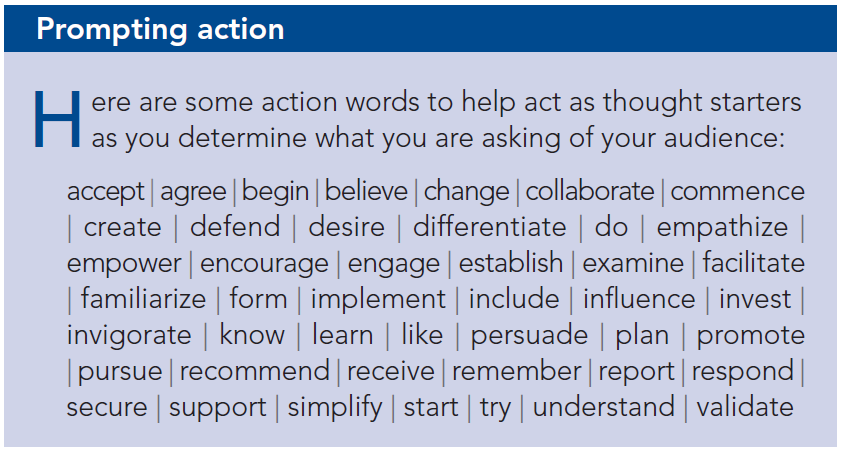 Prompting action
Here are some action words to help act as thought starters
as you determine what you are asking of your audience:
accept | agree | begin | believe | change | collaborate | commence
| create | defend | desire | differentiate | do | empathize |
empower | encourage | engage | establish | examine | facilitate
| familiarize | form | implement | include | influence | invest |
invigorate | know | learn | like | persuade | plan | promote
| pursue | recommend | receive | remember | report | respond |
secure | support | simplify | start | try | understand | validate